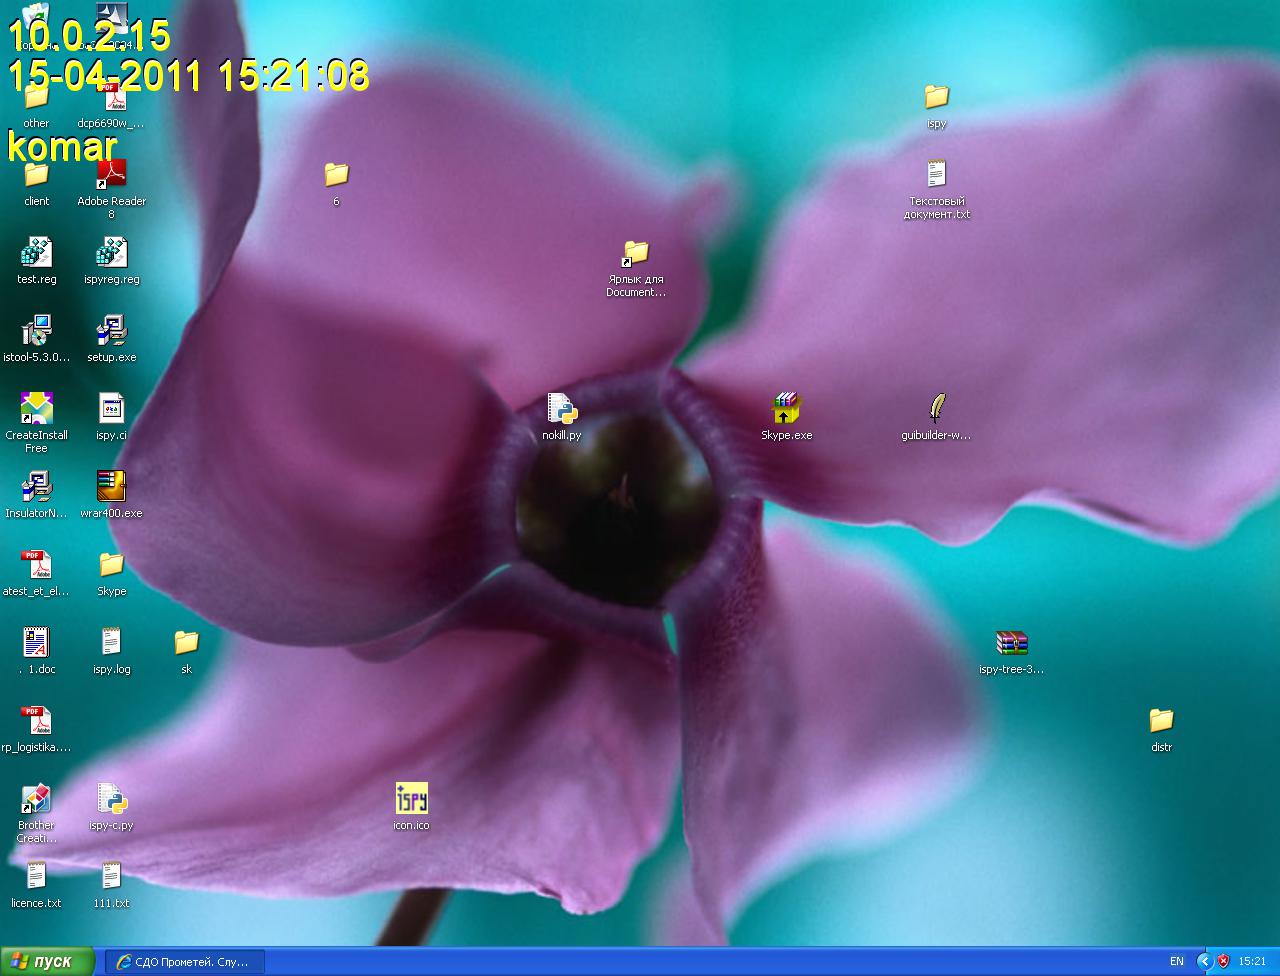 10.0.2.15
15-04-2011 15:21:08
komar
other
dcp6690w_...
ispy
client
Adobe Reader
8
6
Текстовый
документ.txt
test.reg
ispyreg.reg
Ярлык для
Document...
istool-5.3.0...
setup.exe
CreateInstall
Free
ispy.ci
nokill.py
Skype.exe
guibuilder-w...
InsulatorN...
wrar400.exe
atest_et_el...
Skype
. 1.doc
ispy.log
sk
ispy-tree-3...
rp_logistika....
distr
Brother
Creati...
ispy-c.py
ispy
icon.ico
licence.txt
111.txt
пуск
СДО Прометей. Слу...
EN
15:21